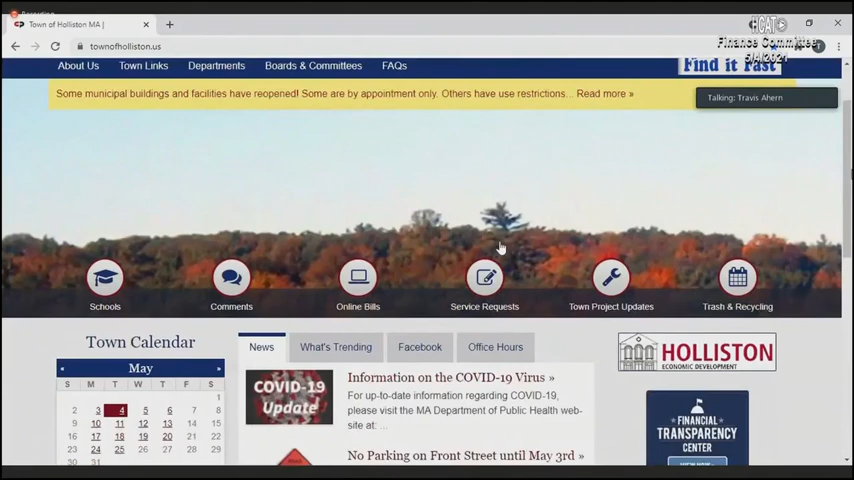 Recording
Town of Holliston MA |
HCAT
Finance Committee
5/4/2021
townofholliston.us
About Us Town Links Departments Boards & Committees FAQs
Find it Fast
Some municipal buildings and facilities have reopened! Some are by appointment only. Others have use restrictions... Read more »
Talking: Travis Ahern
Schools Comments Online Bills Service Requests Town Project Updates Trash & Recycling
Town Calendar
May
S M T W T F S
1
2 3 4 5 6 7 8
9 10 11 12 13 14 15
16 17 18 19 20 21 22
23 24 25 26 27 28 29
30 31
News What's Trending Facebook Office Hours
COVID-19
Update
Information on the COVID-19 Virus »
For up-to-date information regarding COVID-19,
please visit the MA Department of Public Health web-
site at: ...
No Parking on Front Street until May 3rd »
HOLLISTON
ECONOMIC DEVELOPMENT
FINANCIAL
TRANSPARENCY
CENTER
VIEW NOW